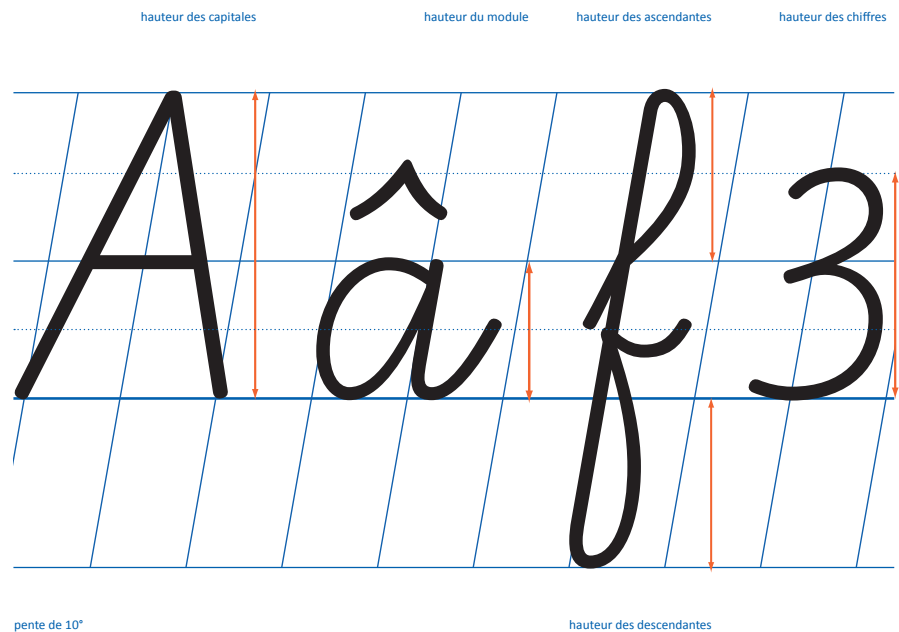 hauteur des capitales hauteur du module hauteur des ascendantes hauteur des chiffres
A â f 3
pente de 10° hauteur des descendantes